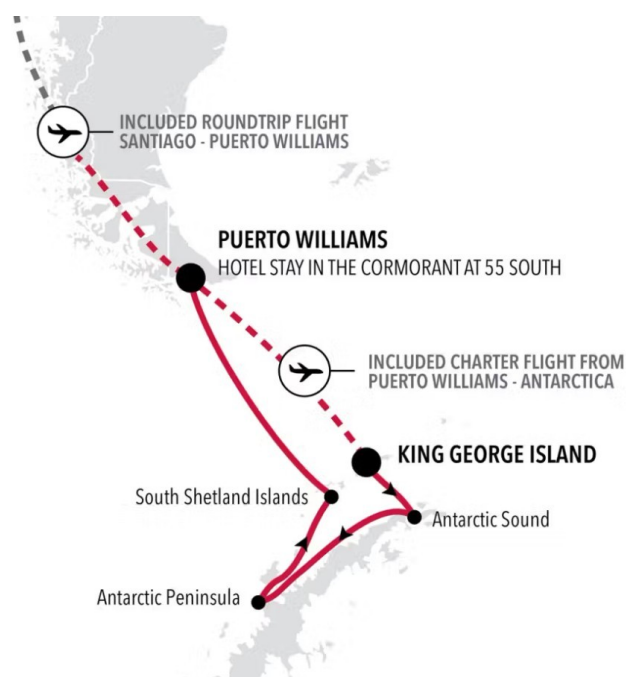 INCLUDED ROUNDTRIP FLIGHT
SANTIAGO - PUERTO WILLIAMS
PUERTO WILLIAMS
HOTEL STAY IN THE CORMORANT AT 55 SOUTH
INCLUDED CHARTER FLIGHT FROM
PUERTO WILLIAMS - ANTARCTICA
KING GEORGE ISLAND
South Shetland Islands
Antarctic Sound
Antarctic Peninsula